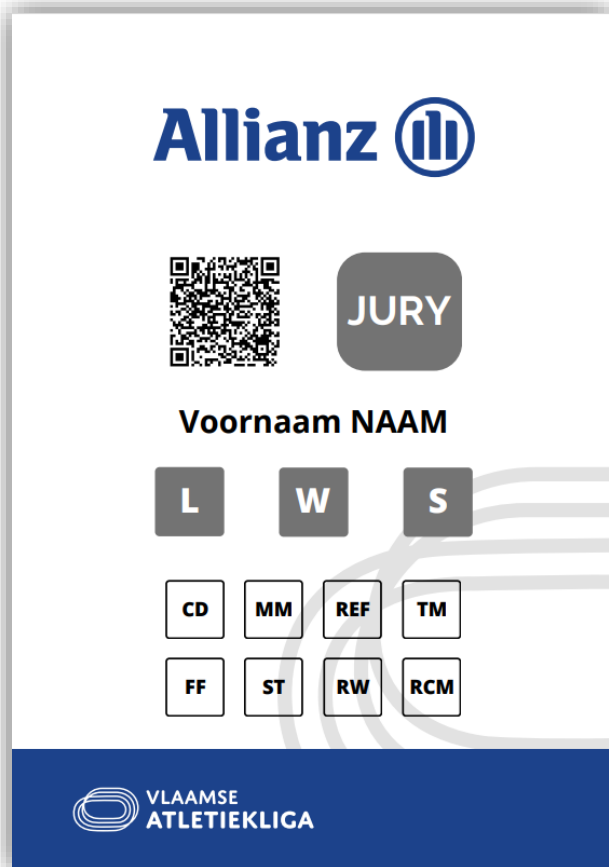 Allianz
JURY
Voornaam NAAM
L W S
CD MM REF TM
FF ST RW RCM
VLAAMSE
ATLETIEKLIGA